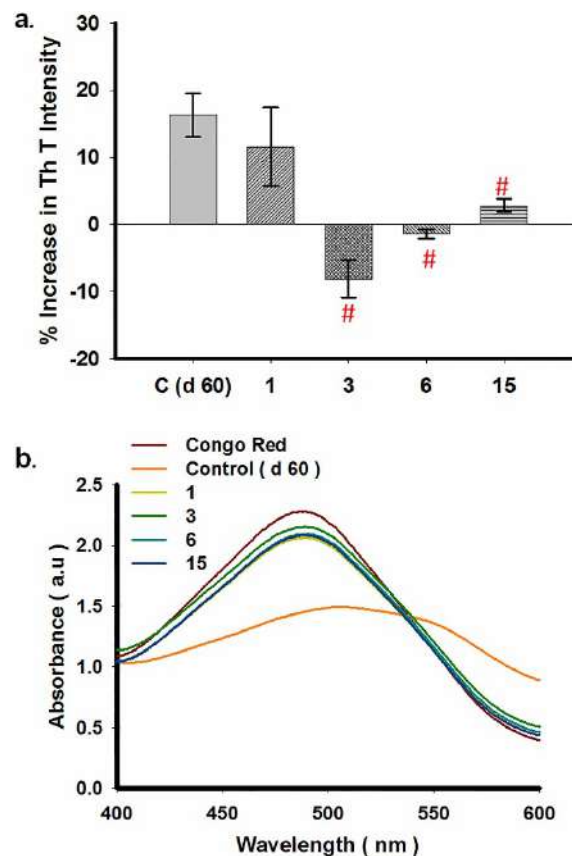 a.
% Increase in Th T Intensity
30
20
10
0
-10
-20
#
#
#
C (d 60) 1 3 6 15
b.
Congo Red
Control ( d 60 )
1
3
6
15
Absorbance ( a.u )
2.5
2.0
1.5
1.0
0.5
0.0
400 450 500 550 600
Wavelength ( nm )